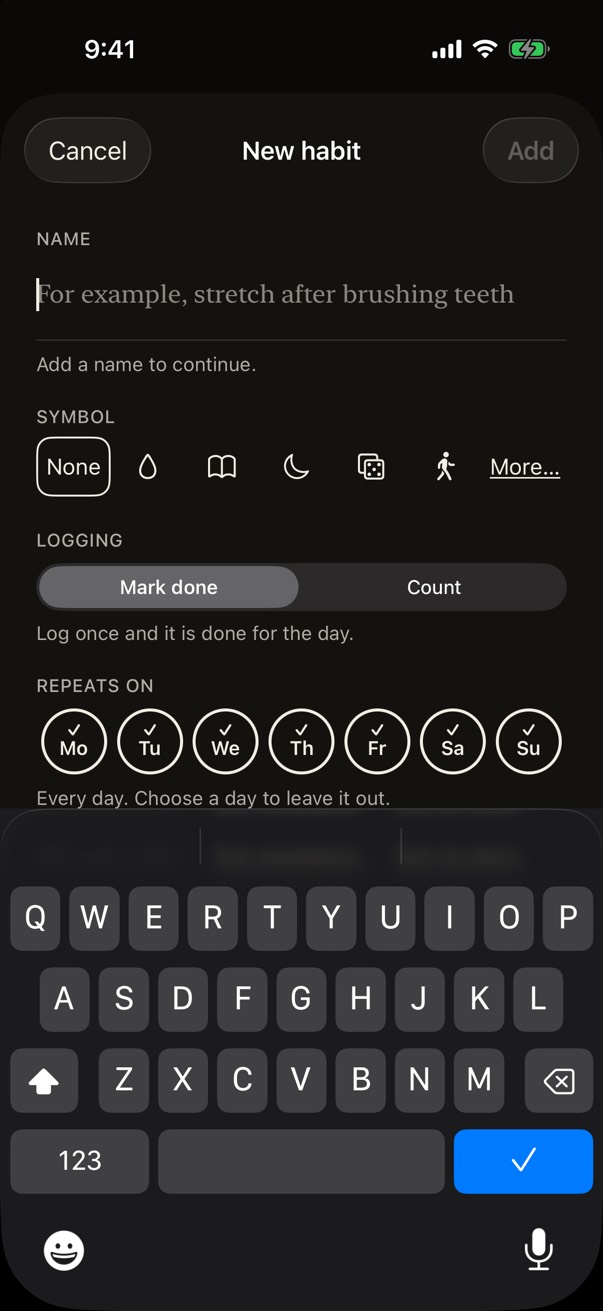 9:41
Cancel New habit Add
NAME
For example, stretch after brushing teeth
Add a name to continue.
SYMBOL
None More...
LOGGING
Mark done Count
Log once and it is done for the day.
REPEATS ON
Mo Tu We Th Fr Sa Su
Every day. Choose a day to leave it out.
Q W E R T Y U I O P
A S D F G H J K L
Z X C V B N M
123